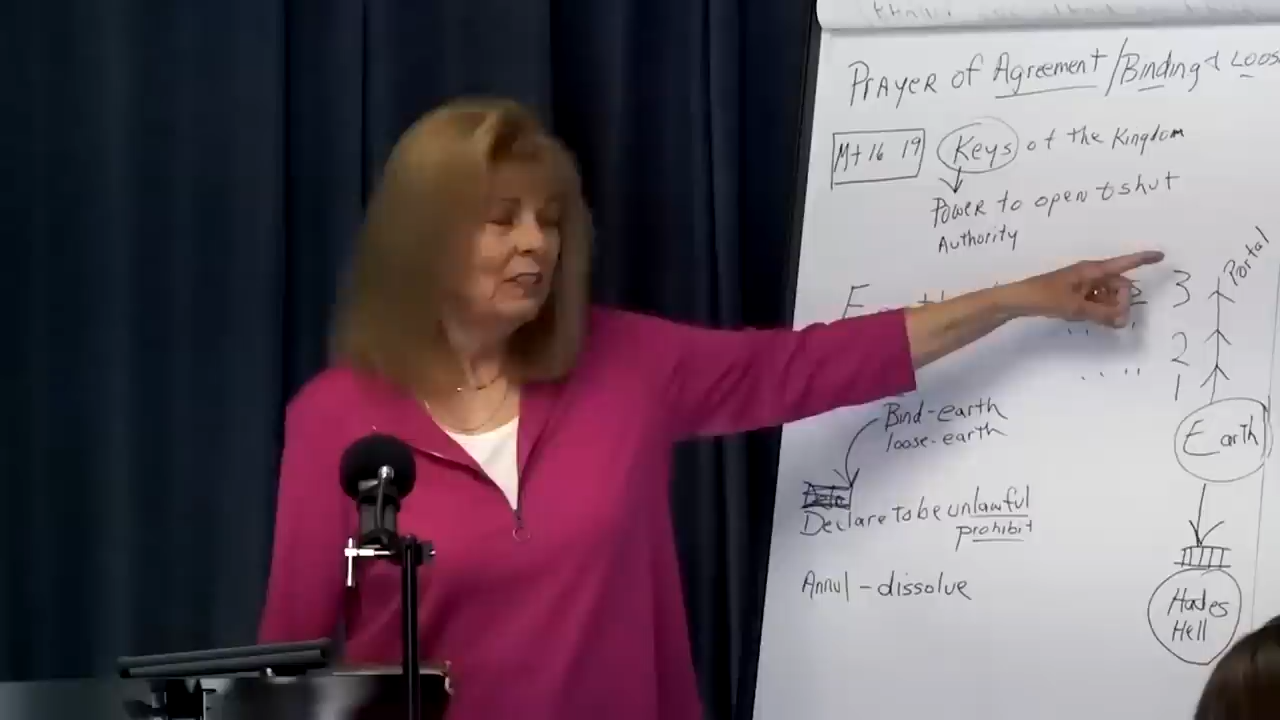 Prayer of Agreement/Binding & Loos
Mt 16 19 Keys of the Kingdom
Power to open & shut
Authority
Portal
3
2
1
Bind-earth
loose-earth
Earth
Declare to be unlawful
prohibit
Annul - dissolve
Hades
Hell